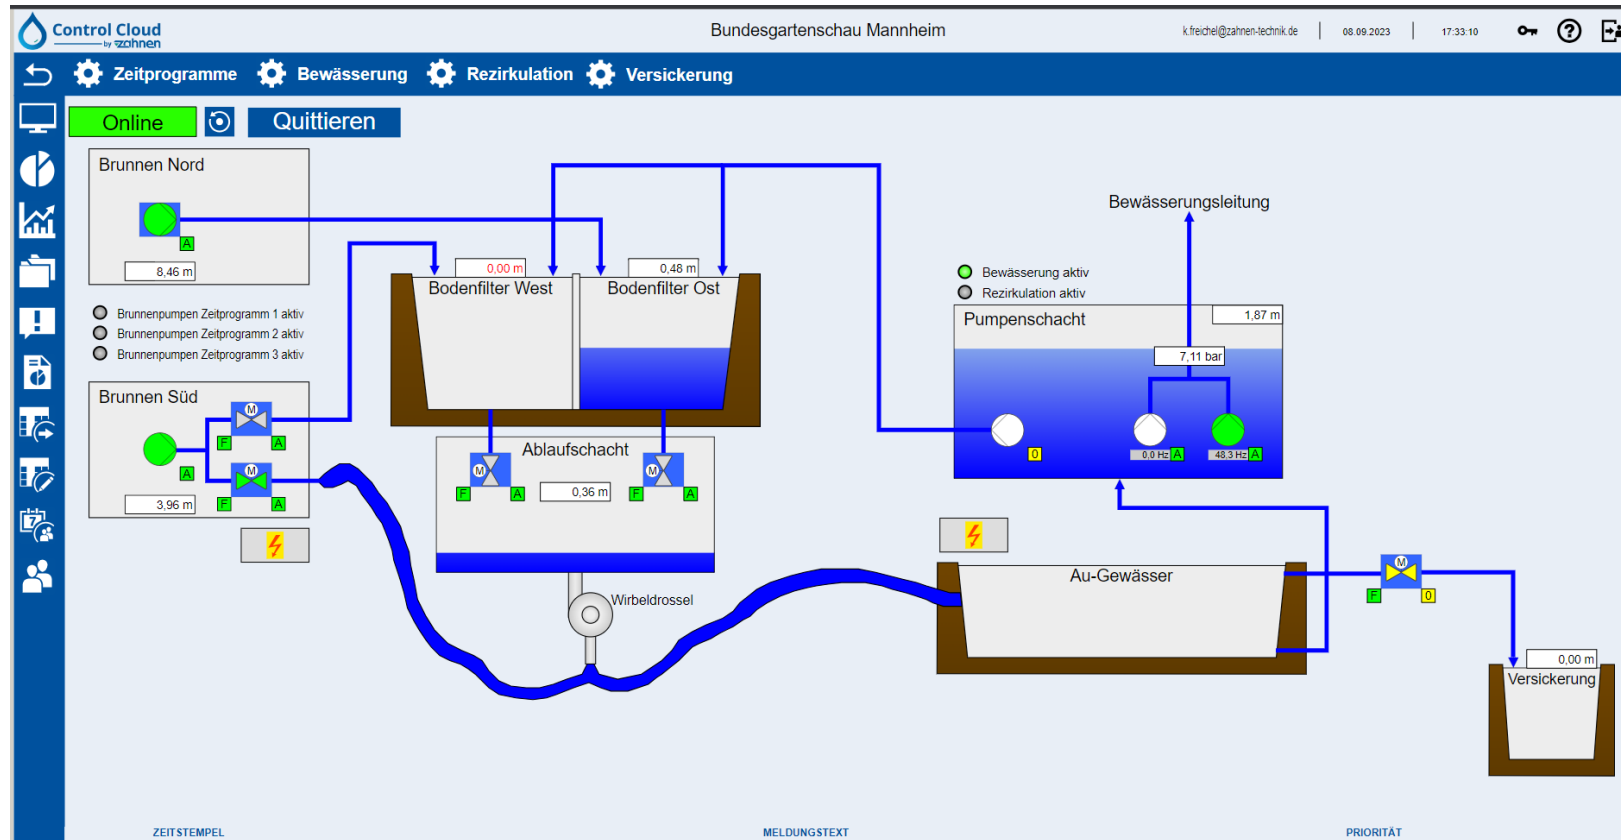 Control Cloud
by zahnen
Bundesgartenschau Mannheim
k.freichel@zahnen-technik.de
08.09.2023
17:33:10
Zeitprogramme
Bewässerung
Rezirkulation
Versickerung
Online
Quittieren
Brunnen Nord
A
8,46 m
Brunnenpumpen Zeitprogramm 1 aktiv
Brunnenpumpen Zeitprogramm 2 aktiv
Brunnenpumpen Zeitprogramm 3 aktiv
Brunnen Süd
M
F
A
A
M
F
A
3,96 m
0,00 m
0,48 m
Bodenfilter West
Bodenfilter Ost
Ablaufschacht
M
F
A
0,36 m
M
F
A
Wirbeldrossel
Bewässerungsleitung
Bewässerung aktiv
Rezirkulation aktiv
Pumpenschacht
1,87 m
7,11 bar
0
0,0 Hz
A
48,3 Hz
A
Au-Gewässer
M
F
0
0,00 m
Versickerung
7
ZEITSTEMPEL
MELDUNGSTEXT
PRIORITÄT